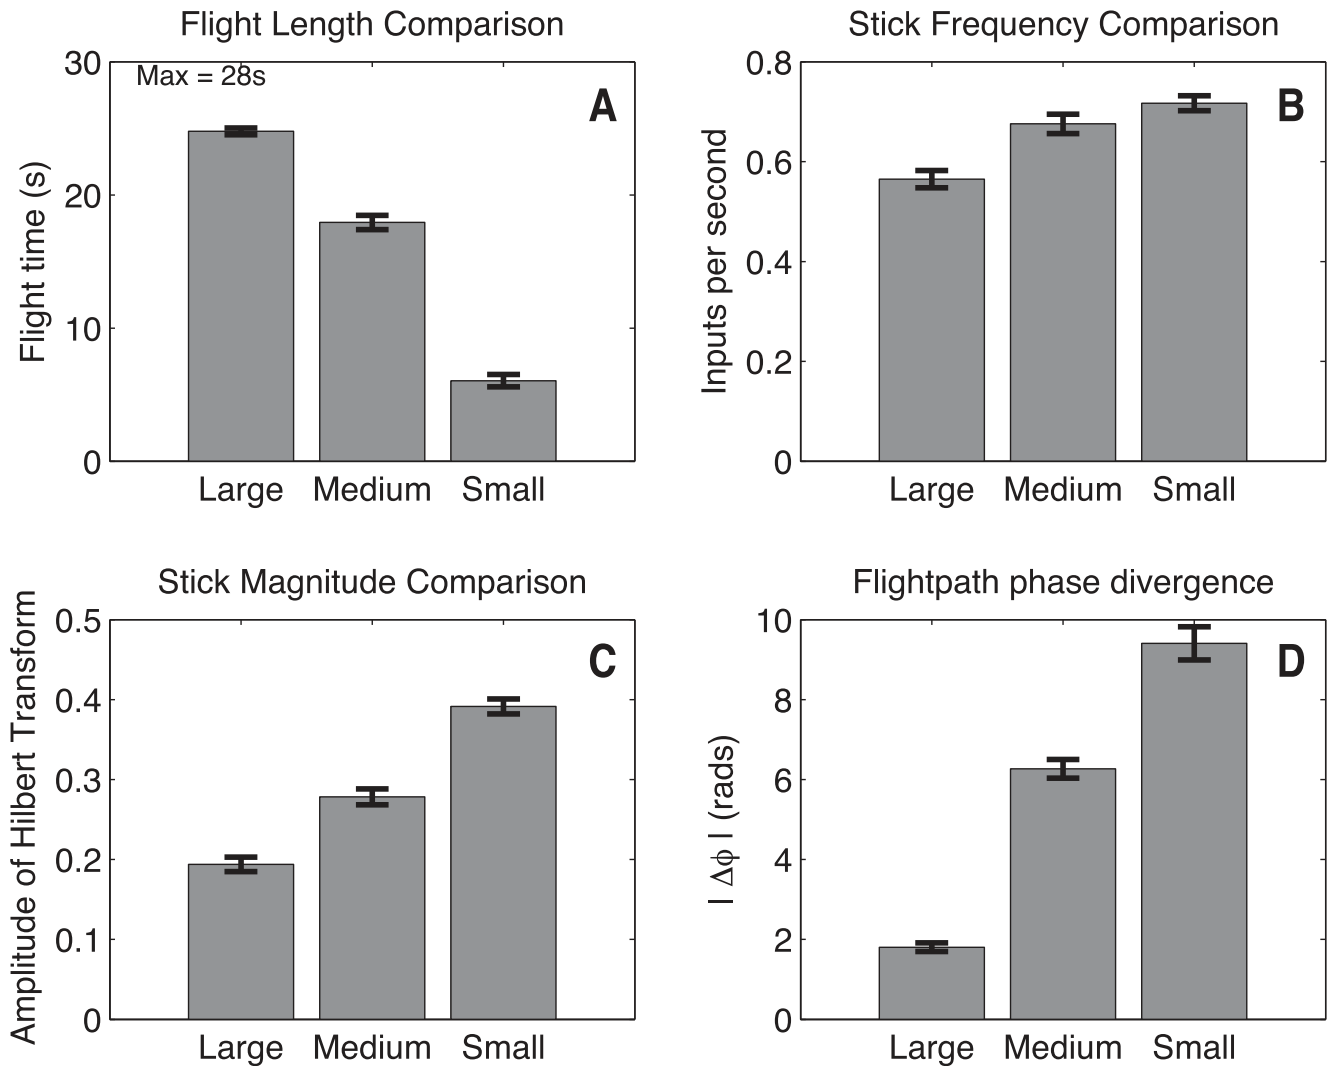 Flight Length Comparison
Max = 28s
A
30
20
10
0
Flight time (s)
Large Medium Small
Stick Frequency Comparison
B
0.8
0.6
0.4
0.2
0
Inputs per second
Large Medium Small
Stick Magnitude Comparison
C
0.5
0.4
0.3
0.2
0.1
0
Amplitude of Hilbert Transform
Large Medium Small
Flightpath phase divergence
D
10
8
6
4
2
0
| Δϕ | (rads)
Large Medium Small